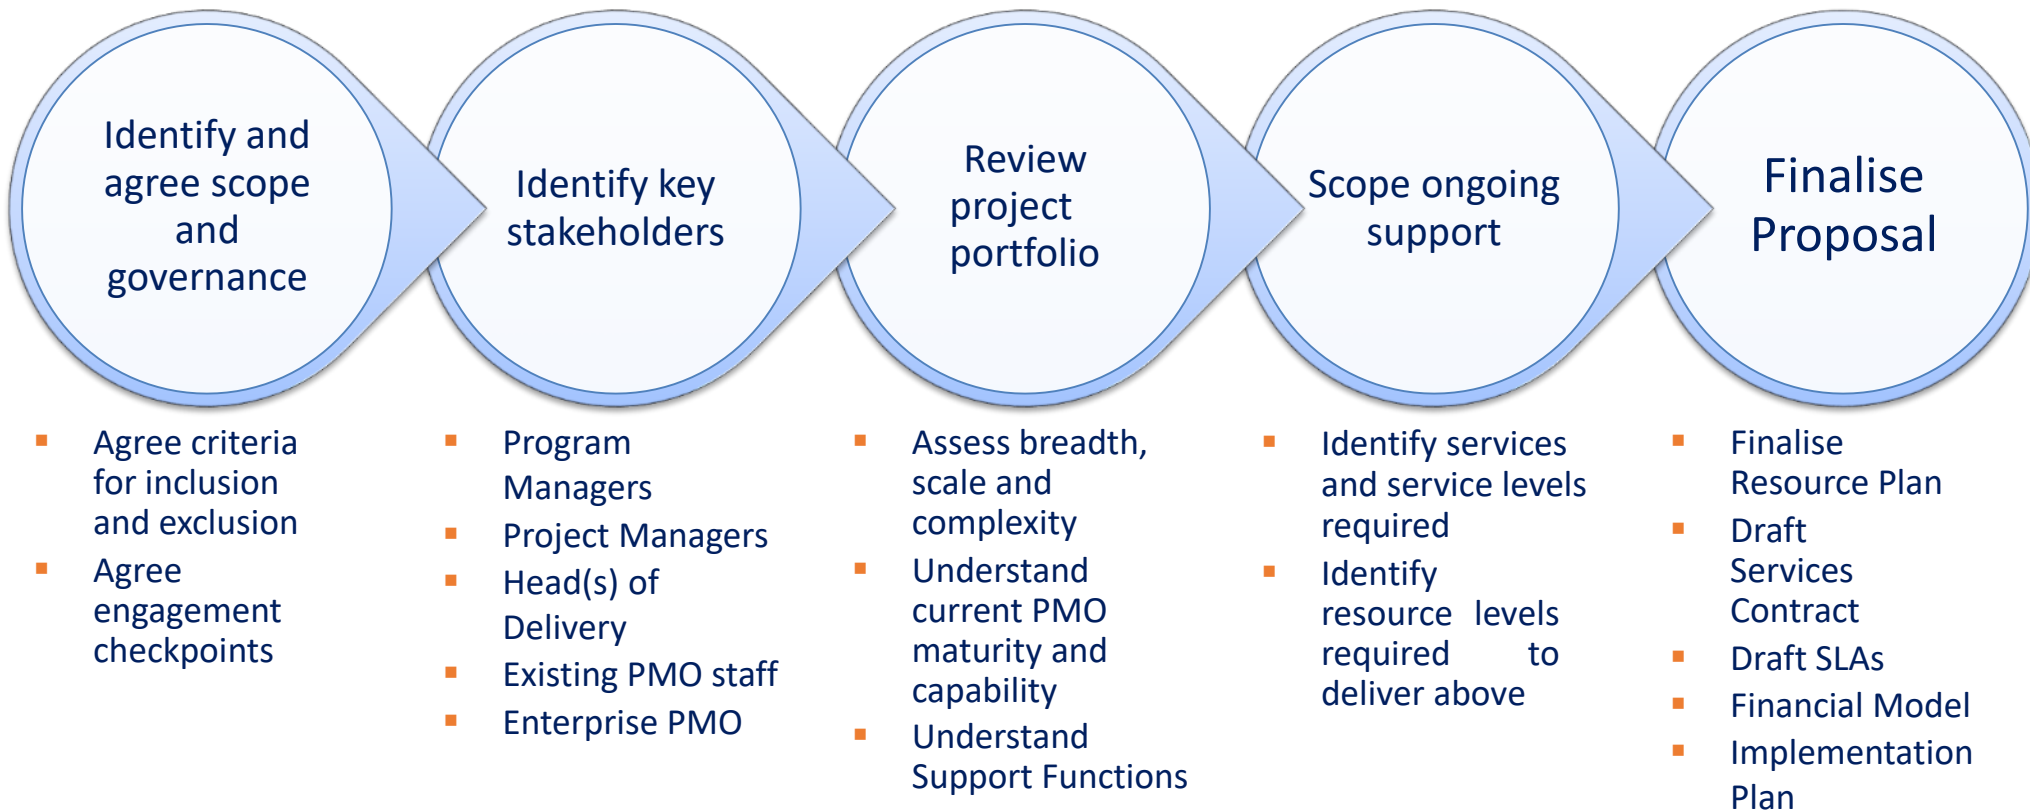 Identify and
agree scope
and
governance
Identify key
stakeholders
Review
project
portfolio
Scope ongoing
support
Finalise
Proposal
Agree criteria
for inclusion
and exclusion
Agree
engagement
checkpoints
Program
Managers
Project Managers
Head(s) of
Delivery
Existing PMO staff
Enterprise PMO
Assess breadth,
scale and
complexity
Understand
current PMO
maturity and
capability
Understand
Support Functions
Identify services
and service levels
required
Identify
resource levels
required to
deliver above
Finalise
Resource Plan
Draft
Services
Contract
Draft SLAs
Financial Model
Implementation
Plan